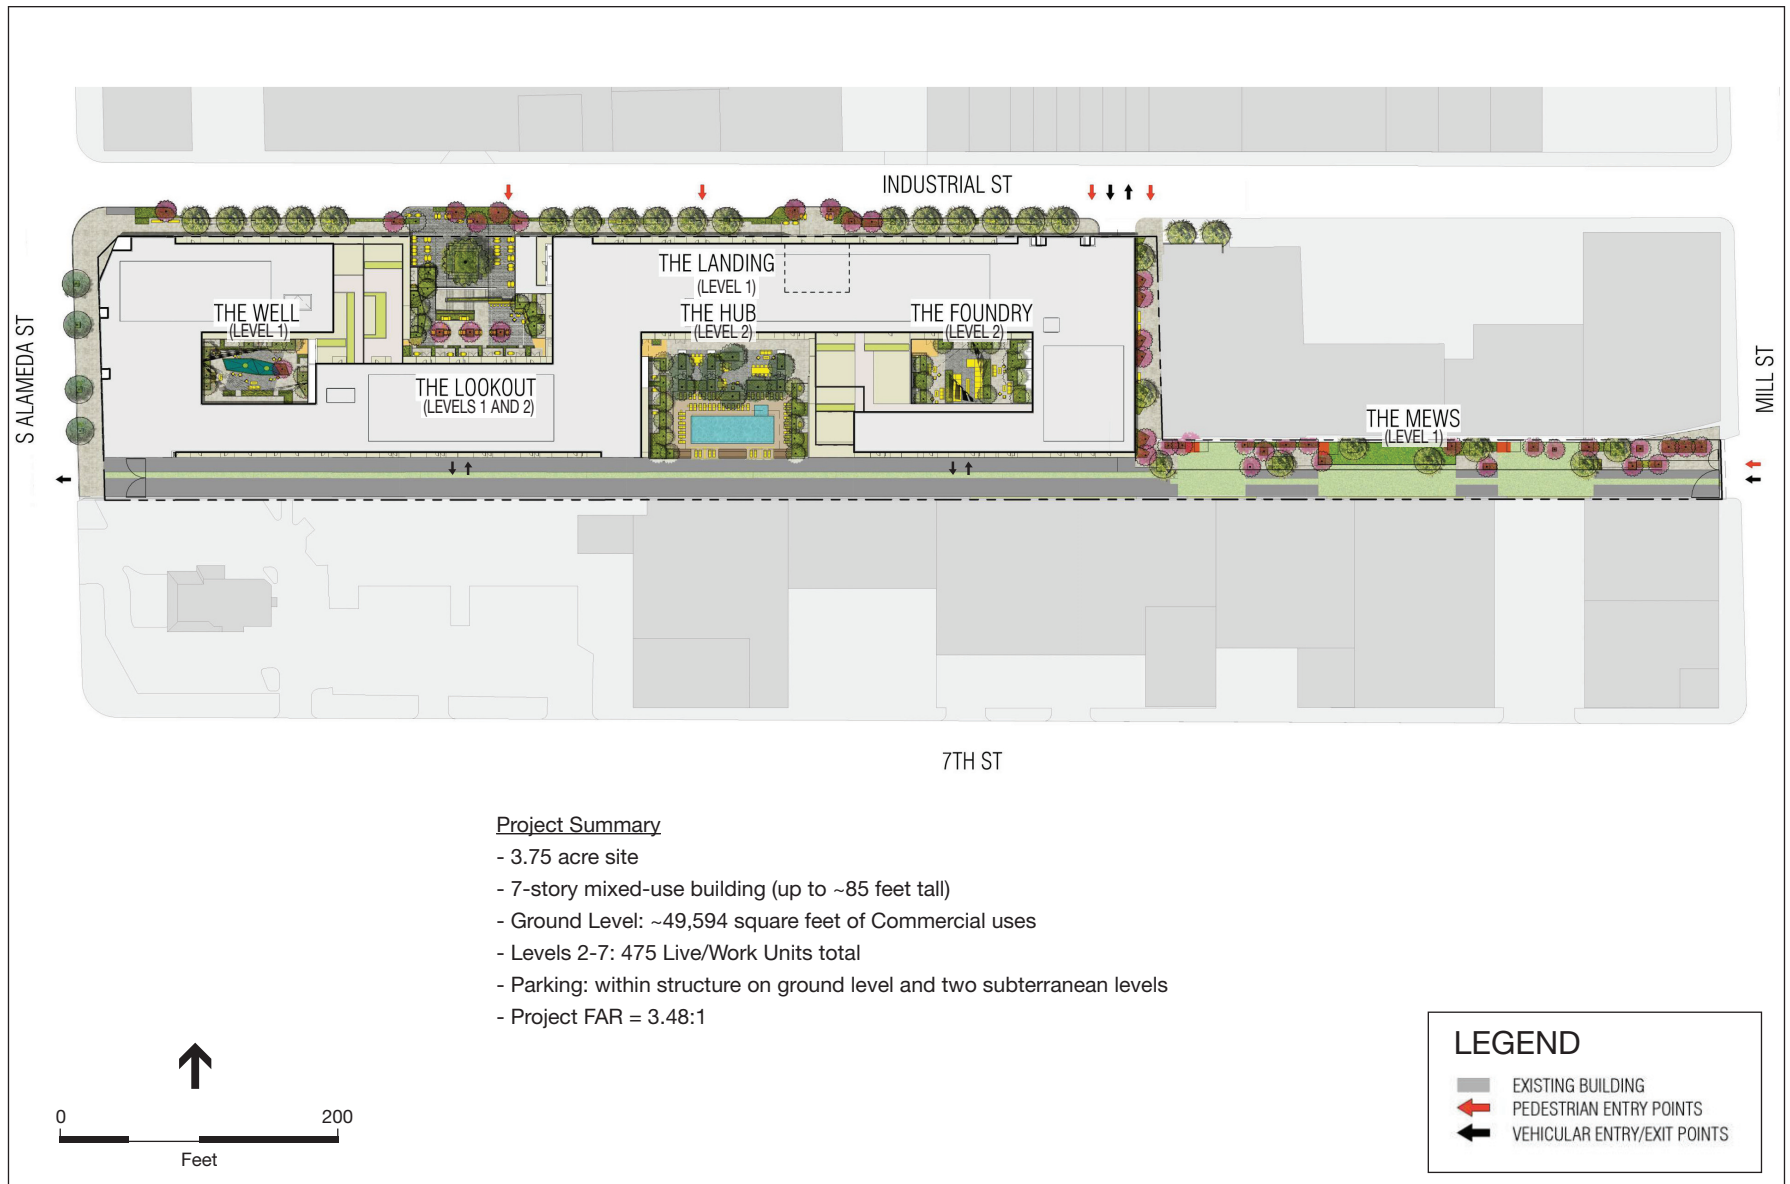 INDUSTRIAL ST
THE LANDING
(LEVEL 1)
THE WELL
(LEVEL 1)
THE HUB
(LEVEL 2)
THE FOUNDRY
(LEVEL 2)
S ALAMEDA ST
MILL ST
THE LOOKOUT
(LEVELS 1 AND 2)
THE MEWS
(LEVEL 1)
7TH ST
Project Summary
- 3.75 acre site
- 7-story mixed-use building (up to ~85 feet tall)
- Ground Level: ~49,594 square feet of Commercial uses
- Levels 2-7: 475 Live/Work Units total
- Parking: within structure on ground level and two subterranean levels
- Project FAR = 3.48:1
0 200
Feet
LEGEND
EXISTING BUILDING
PEDESTRIAN ENTRY POINTS
VEHICULAR ENTRY/EXIT POINTS